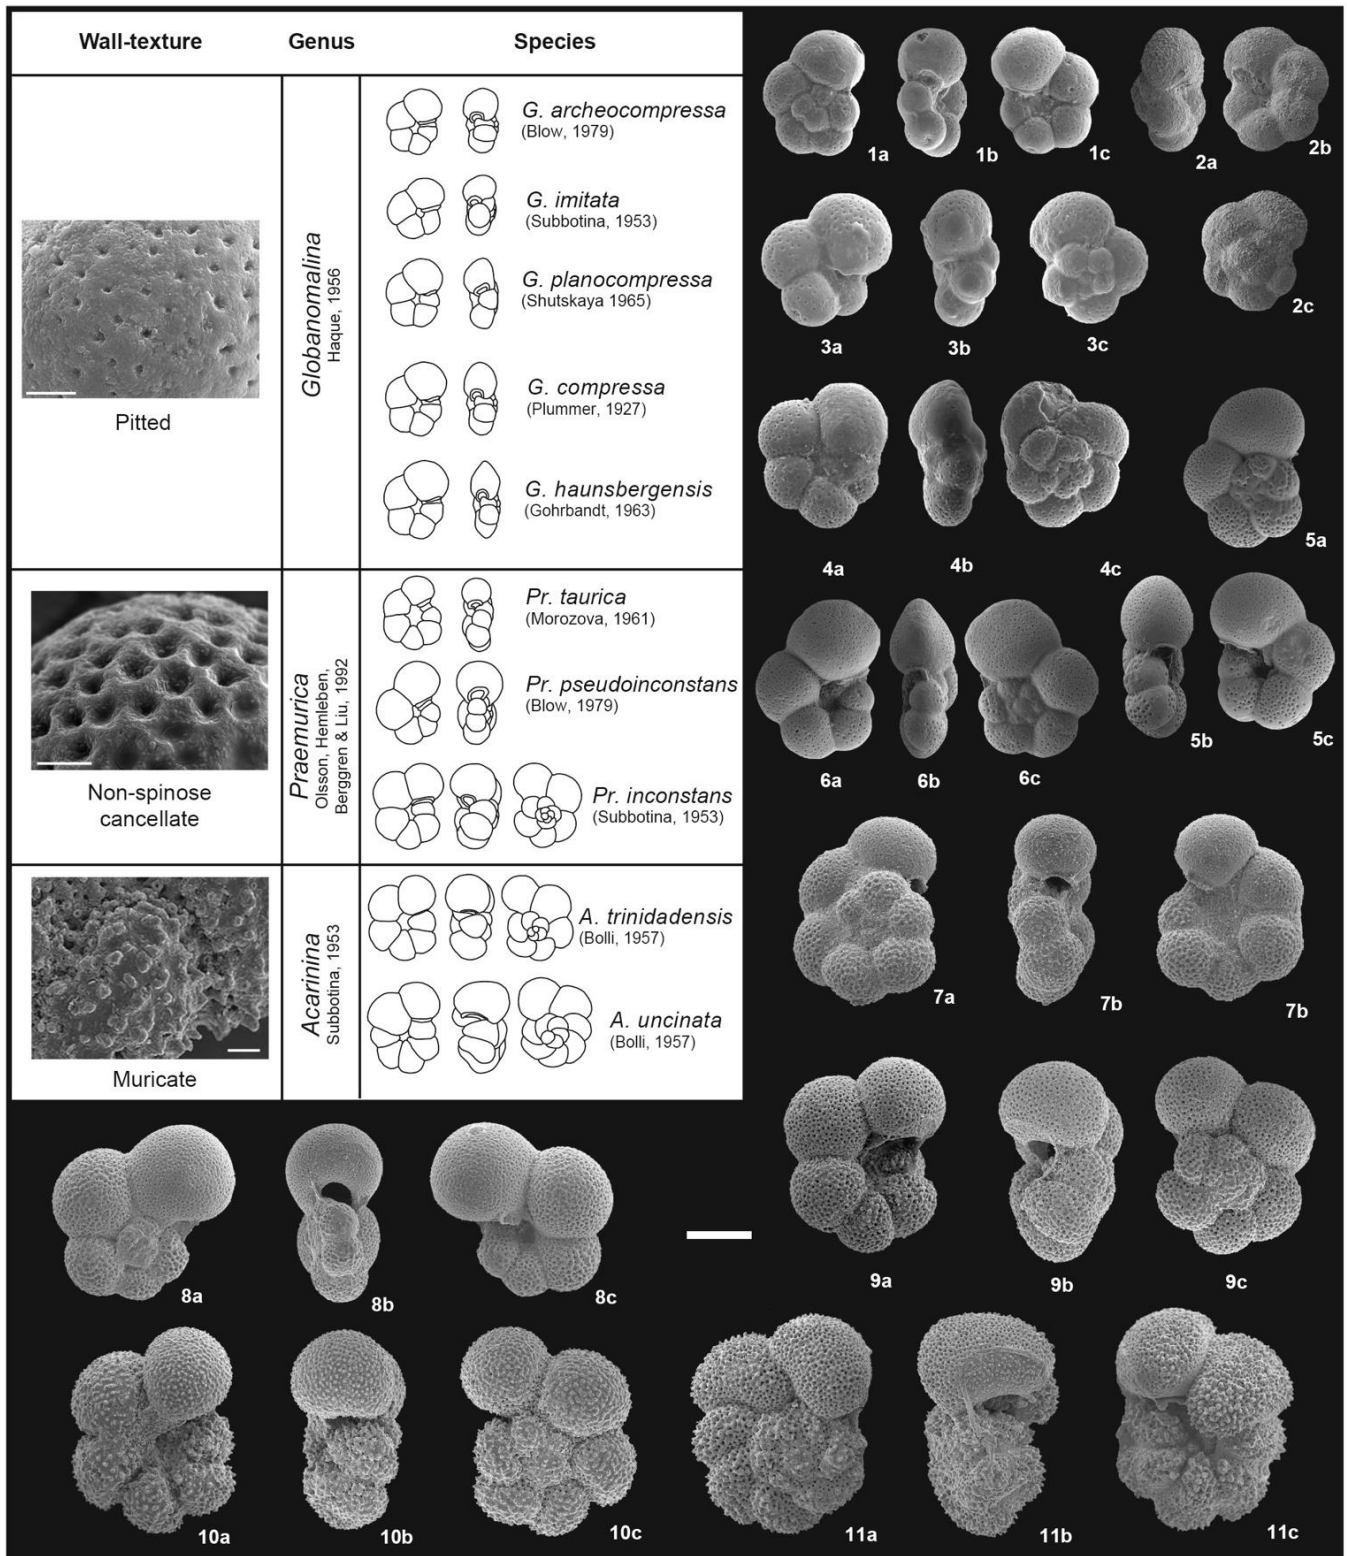 Wall-texture
Genus
Species
Pitted
Globanomalina
Haque, 1956
G. archeocompressa
(Blow, 1979)
G. imitata
(Subbotina, 1953)
G. planocompressa
(Shutskaya 1965)
G. compressa
(Plummer, 1927)
G. haunsbergensis
(Gohrbandt, 1963)
Non-spinose
cancellate
Praemurica
Olsson, Hemleben,
Berggren & Liu, 1992
Pr. taurica
(Morozova, 1961)
Pr. pseudoinconstans
(Blow, 1979)
Pr. inconstans
(Subbotina, 1953)
Muricate
Acarinina
Subbotina, 1953
A. trinidadensis
(Bolli, 1957)
A. uncinata
(Bolli, 1957)
1a
1b
1c
2a
2b
3a
3b
3c
2c
4a
4b
4c
5a
6a
6b
6c
5b
5c
7a
7b
7b
8a
8b
8c
9a
9b
9c
10a
10b
10c
11a
11b
11c